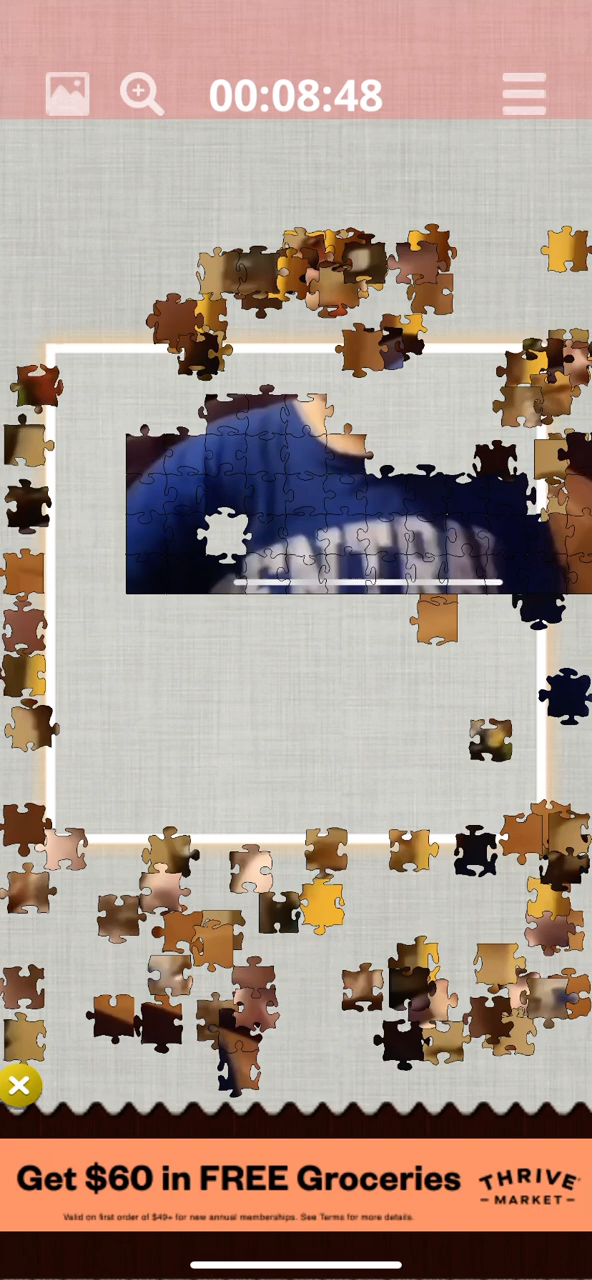 00:08:48
Get $60 in FREE Groceries
THRIVE
MARKET
Valid on first order of $49+ for new annual memberships. See Terms for more details.